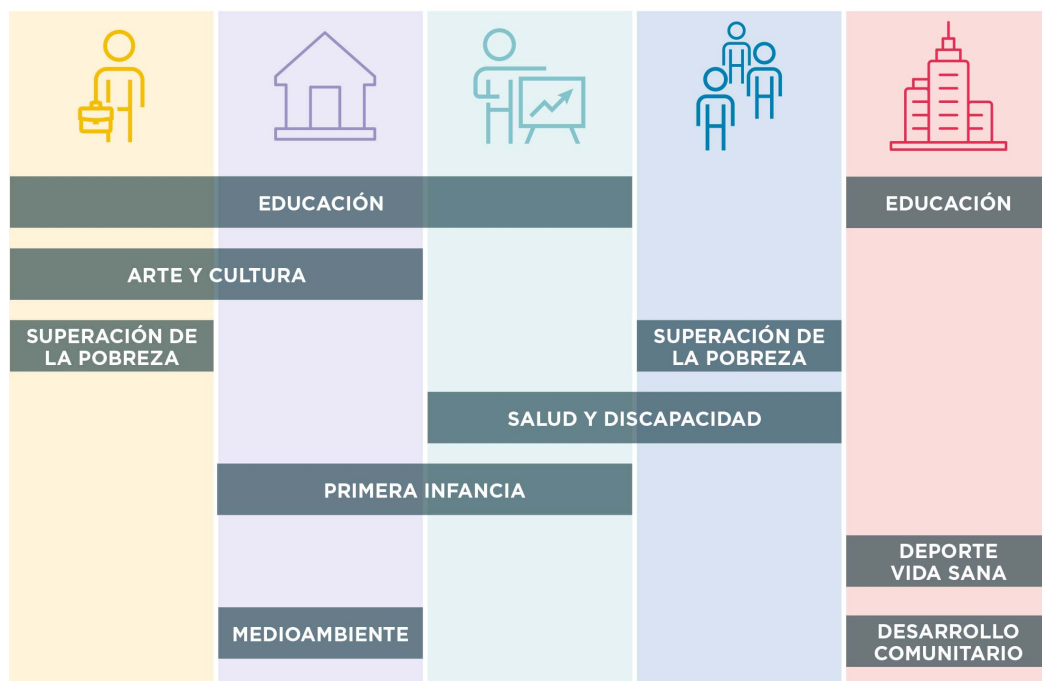 EDUCACIÓN
EDUCACIÓN
ARTE Y CULTURA
SUPERACIÓN DE
LA POBREZA
SUPERACIÓN DE
LA POBREZA
SALUD Y DISCAPACIDAD
PRIMERA INFANCIA
DEPORTE
VIDA SANA
MEDIOAMBIENTE
DESARROLLO
COMUNITARIO